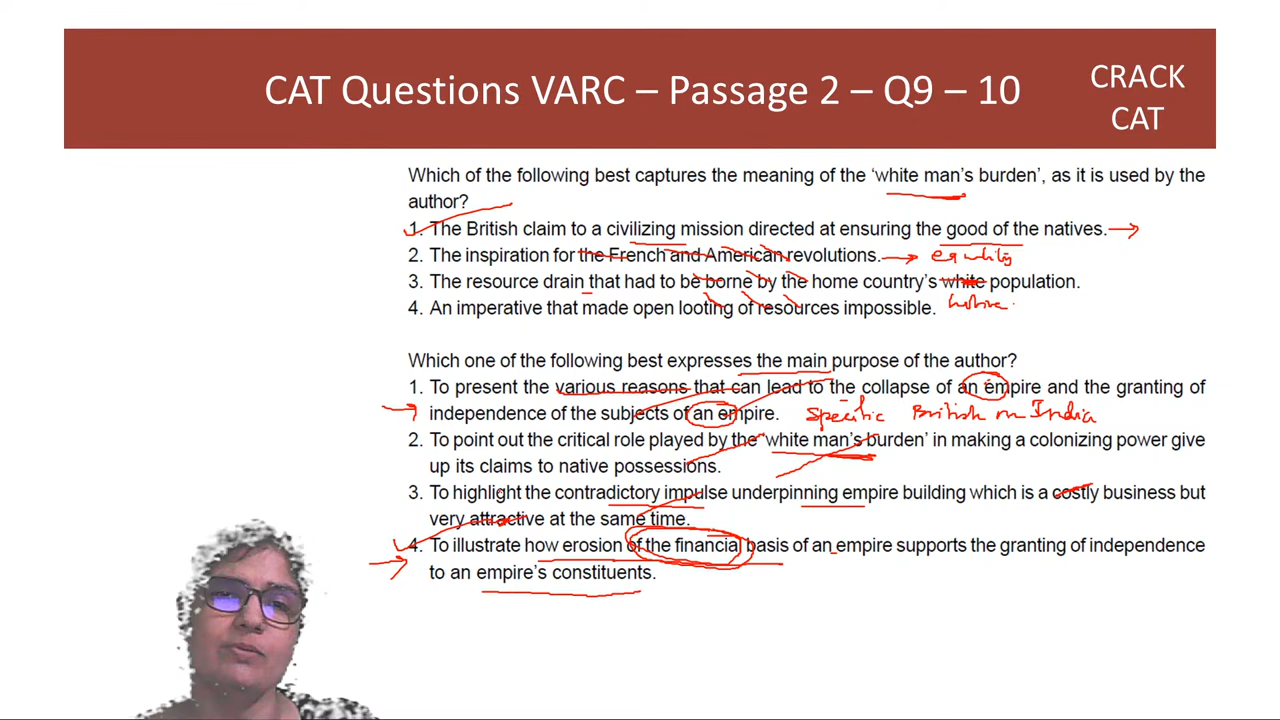 CAT Questions VARC – Passage 2 – Q9 – 10
CRACK
CAT
Which of the following best captures the meaning of the ‘white man’s burden’, as it is used by the
author?
1. The British claim to a civilizing mission directed at ensuring the good of the natives.
2. The inspiration for the French and American revolutions. equality
3. The resource drain that had to be borne by the home country’s white population.
native
4. An imperative that made open looting of resources impossible.
Which one of the following best expresses the main purpose of the author?
1. To present the various reasons that can lead to the collapse of an empire and the granting of
independence of the subjects of an empire. Specific British in India
2. To point out the critical role played by the ‘white man’s burden’ in making a colonizing power give
up its claims to native possessions.
3. To highlight the contradictory impulse underpinning empire building which is a costly business but
very attractive at the same time.
4. To illustrate how erosion of the financial basis of an empire supports the granting of independence
to an empire’s constituents.